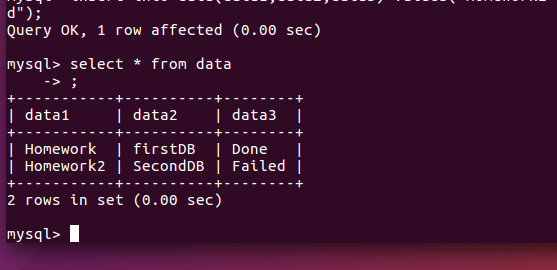 d");
Query OK, 1 row affected (0.00 sec)
mysql> select * from data
    -> ;
+-----------+----------+--------+
| data1     | data2    | data3  |
+-----------+----------+--------+
| Homework  | firstDB  | Done   |
| Homework2 | SecondDB | Failed |
+-----------+----------+--------+
2 rows in set (0.00 sec)
mysql>